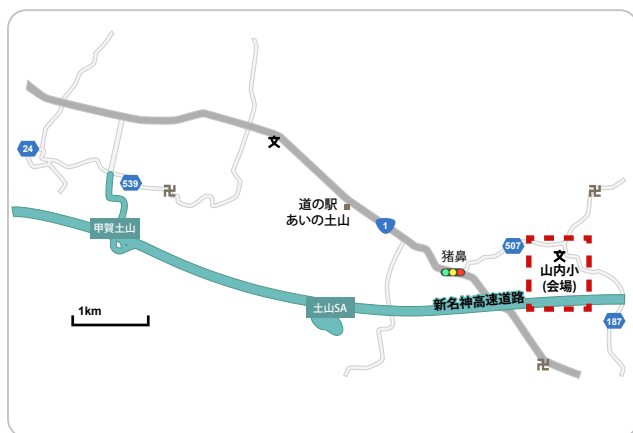 24
539
甲賀土山
1km
道の駅
あいの土山
1
猪鼻
507
山内小
(会場)
新名神高速道路
土山SA
187